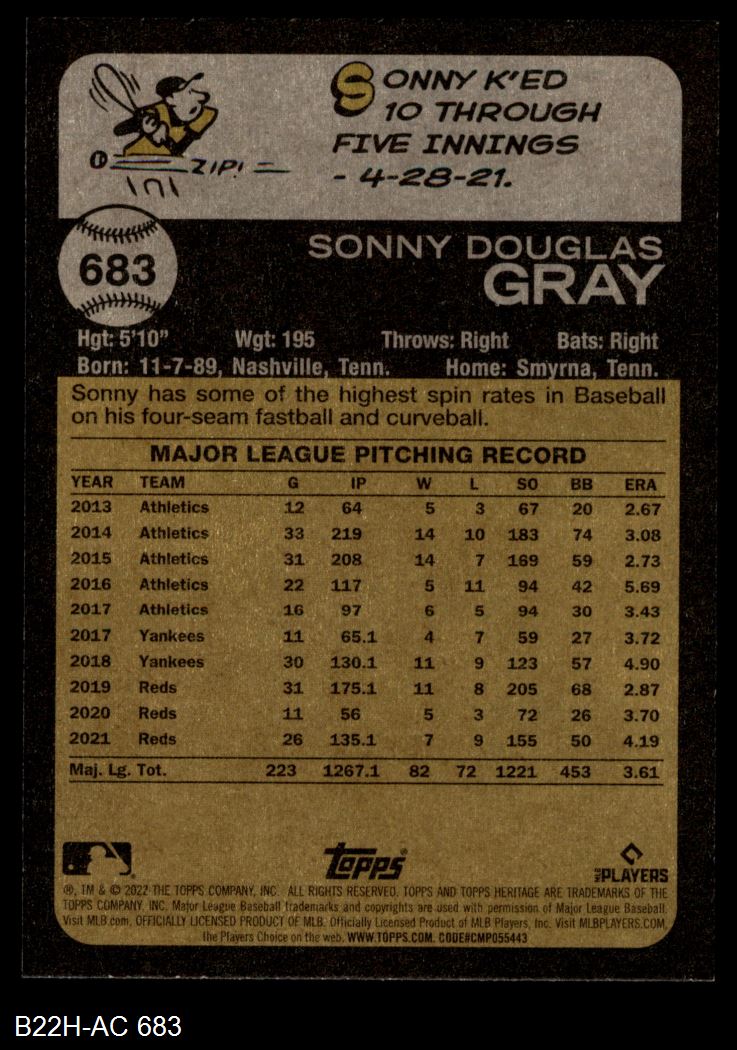 SONNY K'ED
10 THROUGH
FIVE INNINGS
- 4-28-21.
ZIP!
683
SONNY DOUGLAS
GRAY
Hgt: 5'10" Wgt: 195 Throws: Right Bats: Right
Born: 11-7-89, Nashville, Tenn. Home: Smyrna, Tenn.
Sonny has some of the highest spin rates in Baseball
on his four-seam fastball and curveball.
MAJOR LEAGUE PITCHING RECORD
YEAR TEAM G IP W L SO BB ERA
2013 Athletics 12 64 5 3 67 20 2.67
2014 Athletics 33 219 14 10 183 74 3.08
2015 Athletics 31 208 14 7 169 59 2.73
2016 Athletics 22 117 5 11 94 42 5.69
2017 Athletics 16 97 6 5 94 30 3.43
2017 Yankees 11 65.1 4 7 59 27 3.72
2018 Yankees 30 130.1 11 9 123 57 4.90
2019 Reds 31 175.1 11 8 205 68 2.87
2020 Reds 11 56 5 3 72 26 3.70
2021 Reds 26 135.1 7 9 155 50 4.19
Maj. Lg. Tot. 223 1267.1 82 72 1221 453 3.61
Topps
PLAYERS
®, TM & © 2022 THE TOPPS COMPANY, INC. ALL RIGHTS RESERVED. TOPPS AND TOPPS HERITAGE ARE TRADEMARKS OF THE
TOPPS COMPANY, INC. Major League Baseball trademarks and copyrights are used with permission of Major League Baseball.
Visit MLB.com. OFFICIALLY LICENSED PRODUCT OF MLB. Officially Licensed Product of MLB Players, Inc. Visit MLBPLAYERS.COM,
the Players Choice on the web. WWW.TOPPS.COM. CODE#CMP055443
B22H-AC 683